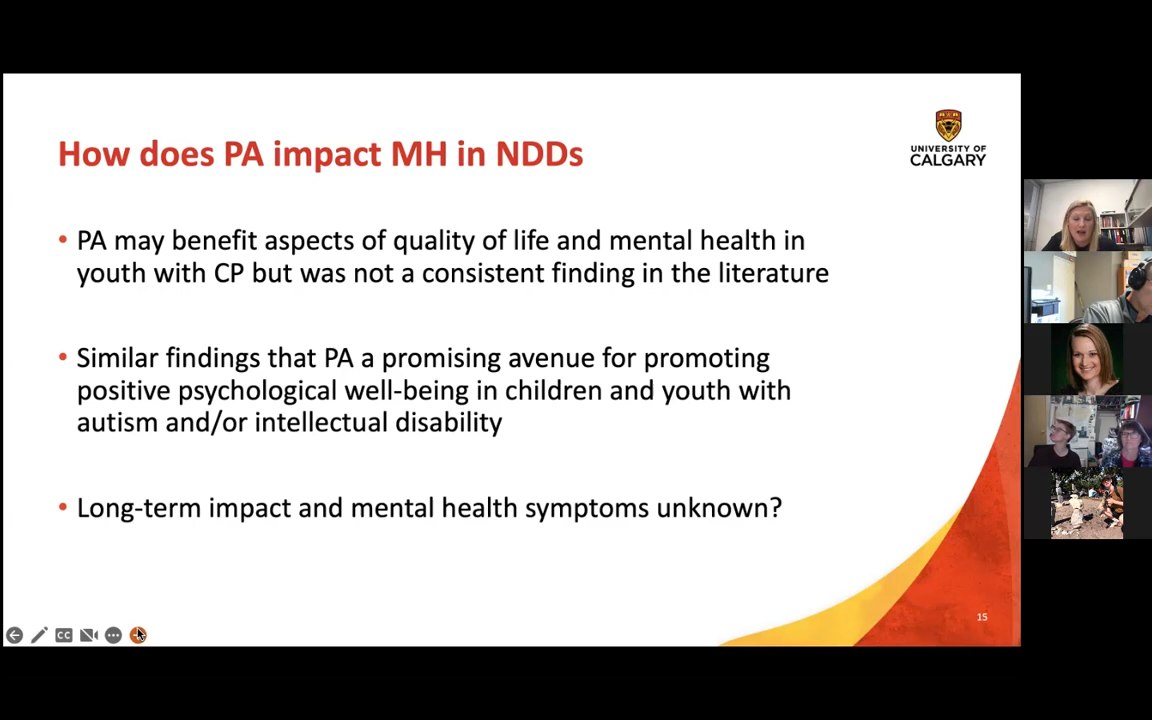 UNIVERSITY OF
CALGARY
How does PA impact MH in NDDs
• PA may benefit aspects of quality of life and mental health in
youth with CP but was not a consistent finding in the literature
• Similar findings that PA a promising avenue for promoting
positive psychological well-being in children and youth with
autism and/or intellectual disability
• Long-term impact and mental health symptoms unknown?
15
CC